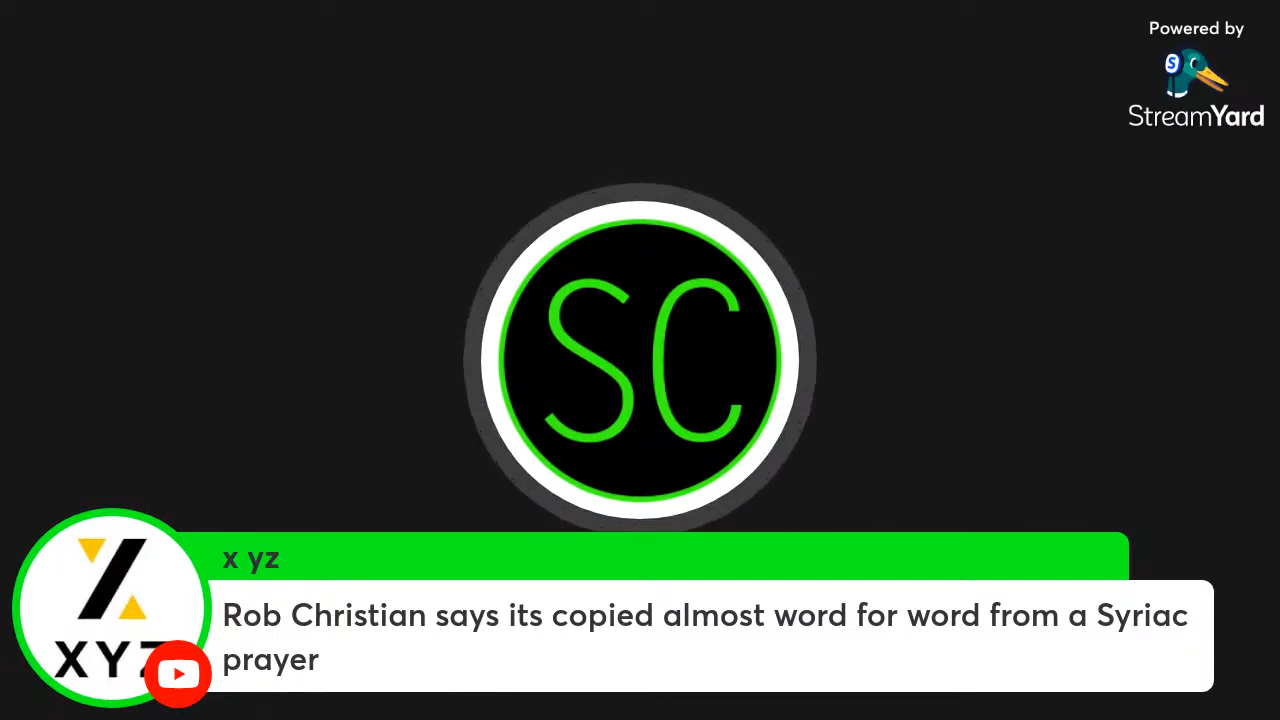 Powered by
S
StreamYard
SC
x yz
XYZ
Rob Christian says its copied almost word for word from a Syriac
prayer